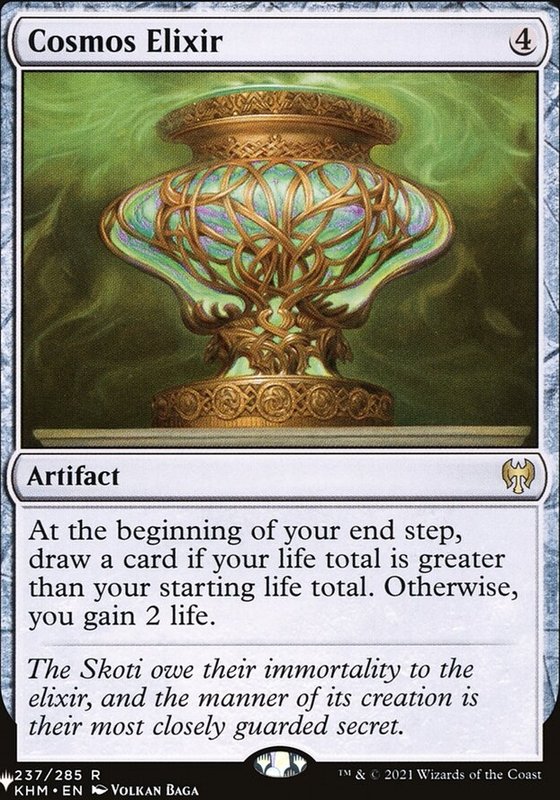 Cosmos Elixir 4
Artifact
At the beginning of your end step,
draw a card if your life total is greater
than your starting life total. Otherwise,
you gain 2 life.
The Skoti owe their immortality to the
elixir, and the manner of its creation is
their most closely guarded secret.
237/285 R
KHM • EN Volkan Baga
™ & © 2021 Wizards of the Coast